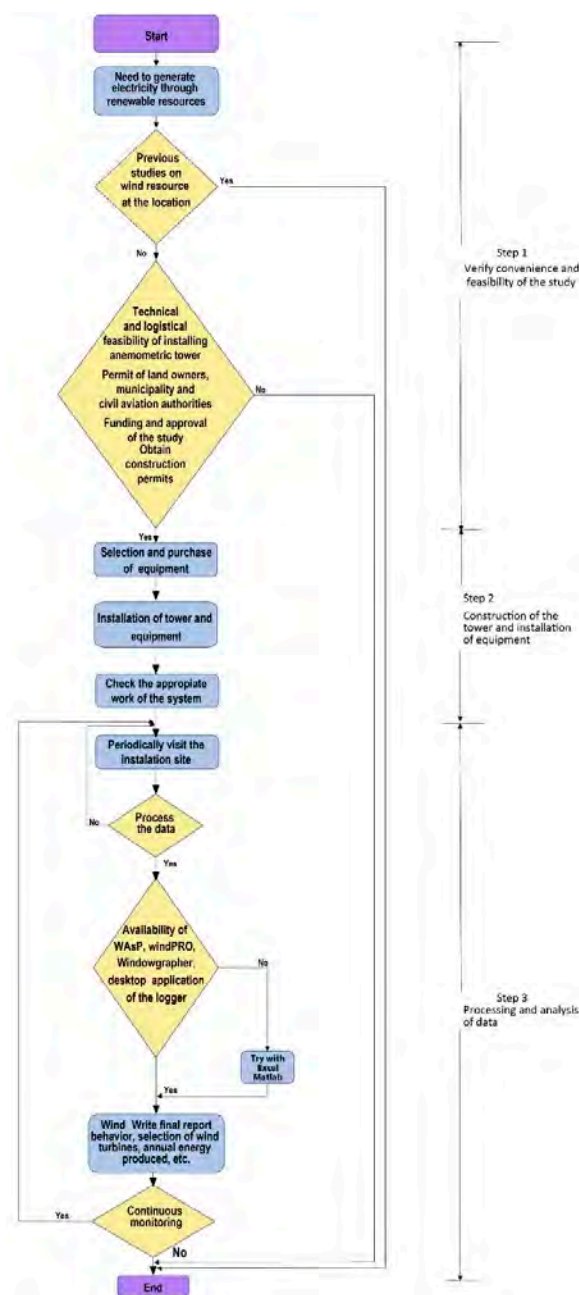 Start
Need to generate
electricity through
renewable resources
Previous
studies on
wind resource
at the location
Yes
No
Step 1
Verify convenience and
feasibility of the study
Technical
and logistical
feasibility of installing
anemometric tower
Permit of land owners,
municipality and
civil aviation authorities
Funding and approval
of the study
Obtain
construction
permits
No
Yes
Selection and purchase
of equipment
Installation of tower and
equipment
Check the appropiate
work of the system
Step 2
Construction of the
tower and installation
of equipment
Periodically visit the
instalation site
Process
the data
No
Yes
Availability of
WAsP, windPRO,
Windowgrapher,
desktop application
of the logger
No
Try with
Excel
Matlab
Yes
Yes
Wind Write final report
behavior, selection of wind
turbines, annual energy
produced, etc.
Continuous
monitoring
Yes
No
End
Step 3
Processing and analysis
of data